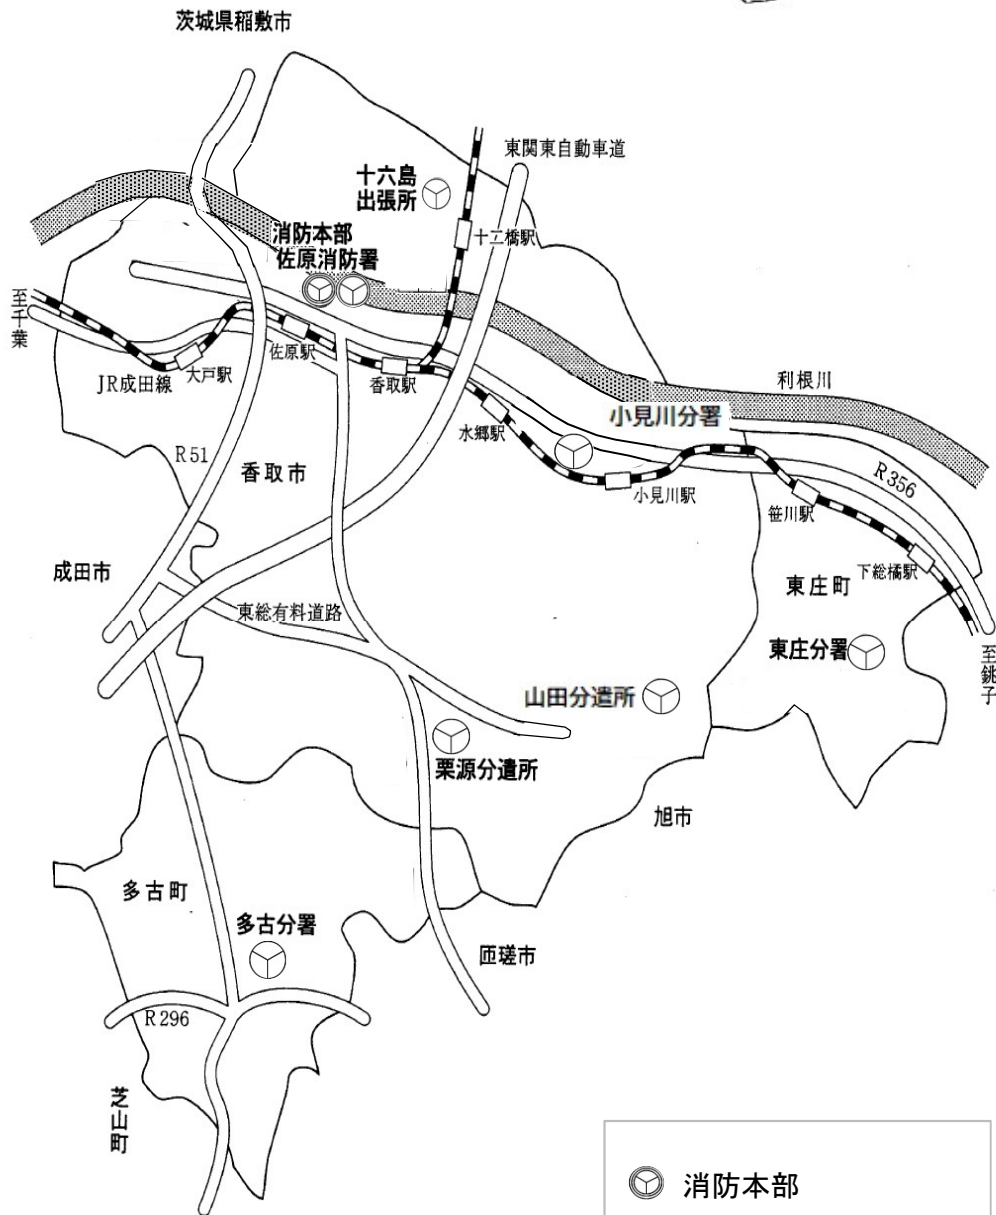 茨城県稲敷市
東関東自動車道
十六島
出張所
十二橋駅
消防本部
佐原消防署
至千葉
佐原駅
大戸駅
香取駅
JR成田線
利根川
小見川分署
水郷駅
R51
香取市
R356
小見川駅
笹川駅
下総橘駅
成田市
東庄町
東総有料道路
東庄分署
至銚子
山田分遣所
栗源分遣所
旭市
多古町
多古分署
匝瑳市
R296
芝山町
消防本部